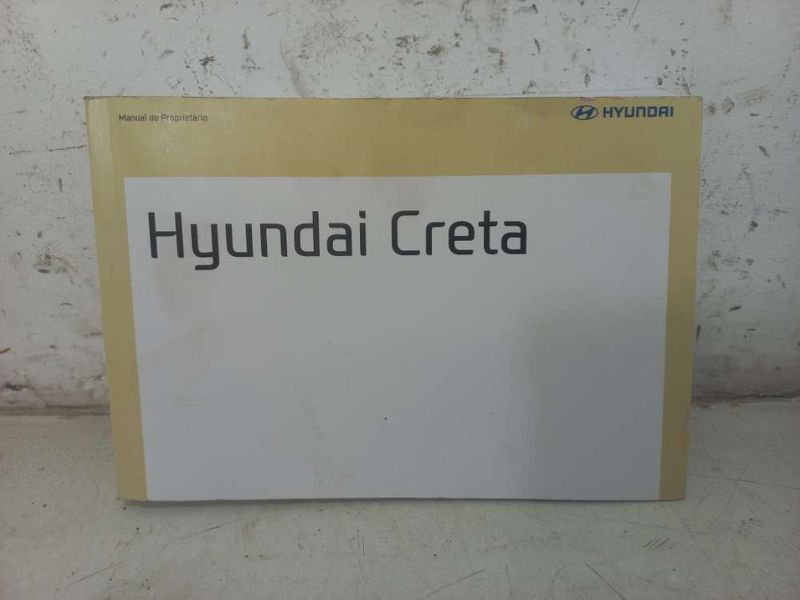 Manual do Proprietário
HYUNDAI
Hyundai Creta